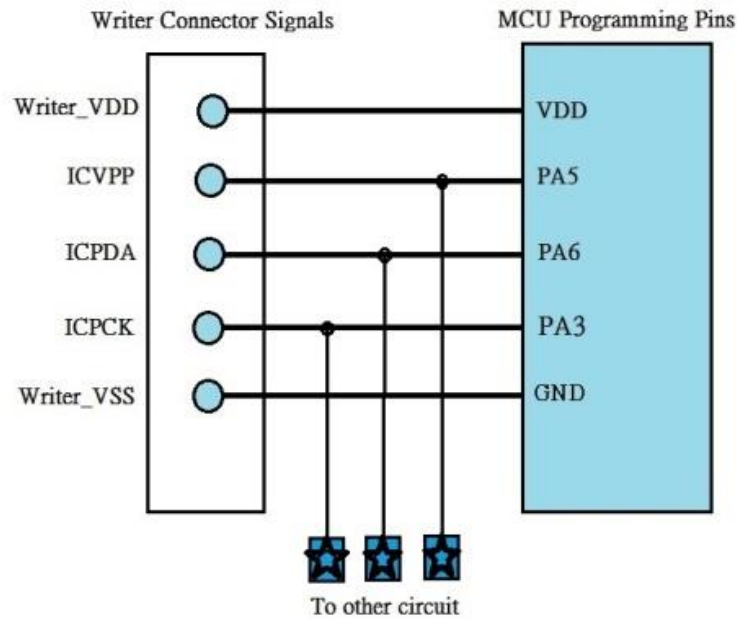 Writer Connector Signals
MCU Programming Pins
Writer_VDD
VDD
ICVPP
PA5
ICPDA
PA6
ICPCK
PA3
Writer_VSS
GND
To other circuit